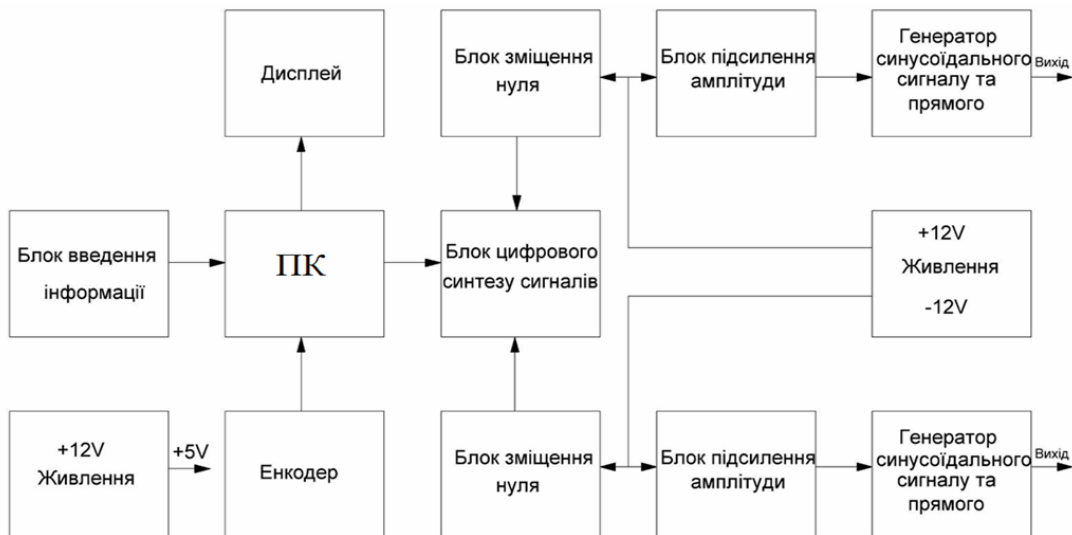 Дисплей
Блок зміщення
нуля
Блок підсилення
амплітуди
Генератор
синусоїдального
сигналу та
прямого
Вихід
Блок введення
інформації
ПК
Блок цифрового
синтезу сигналів
+12V
Живлення
-12V
+12V
Живлення
+5V
Енкодер
Блок зміщення
нуля
Блок підсилення
амплітуди
Генератор
синусоїдального
сигналу та
прямого
Вихід